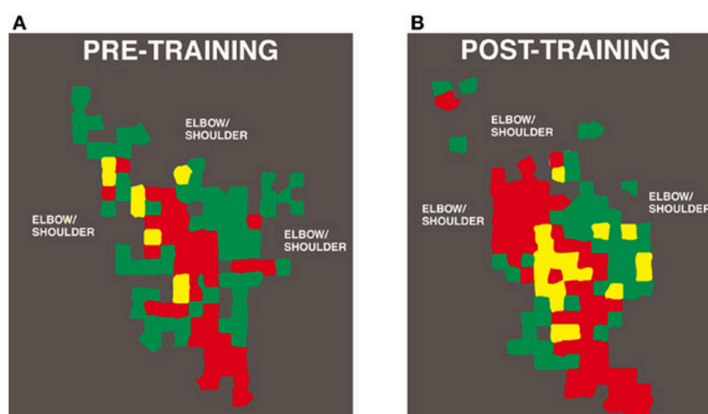 A
PRE-TRAINING
ELBOW/
SHOULDER
ELBOW/
SHOULDER
ELBOW/
SHOULDER
B
POST-TRAINING
ELBOW/
SHOULDER
ELBOW/
SHOULDER
ELBOW/
SHOULDER